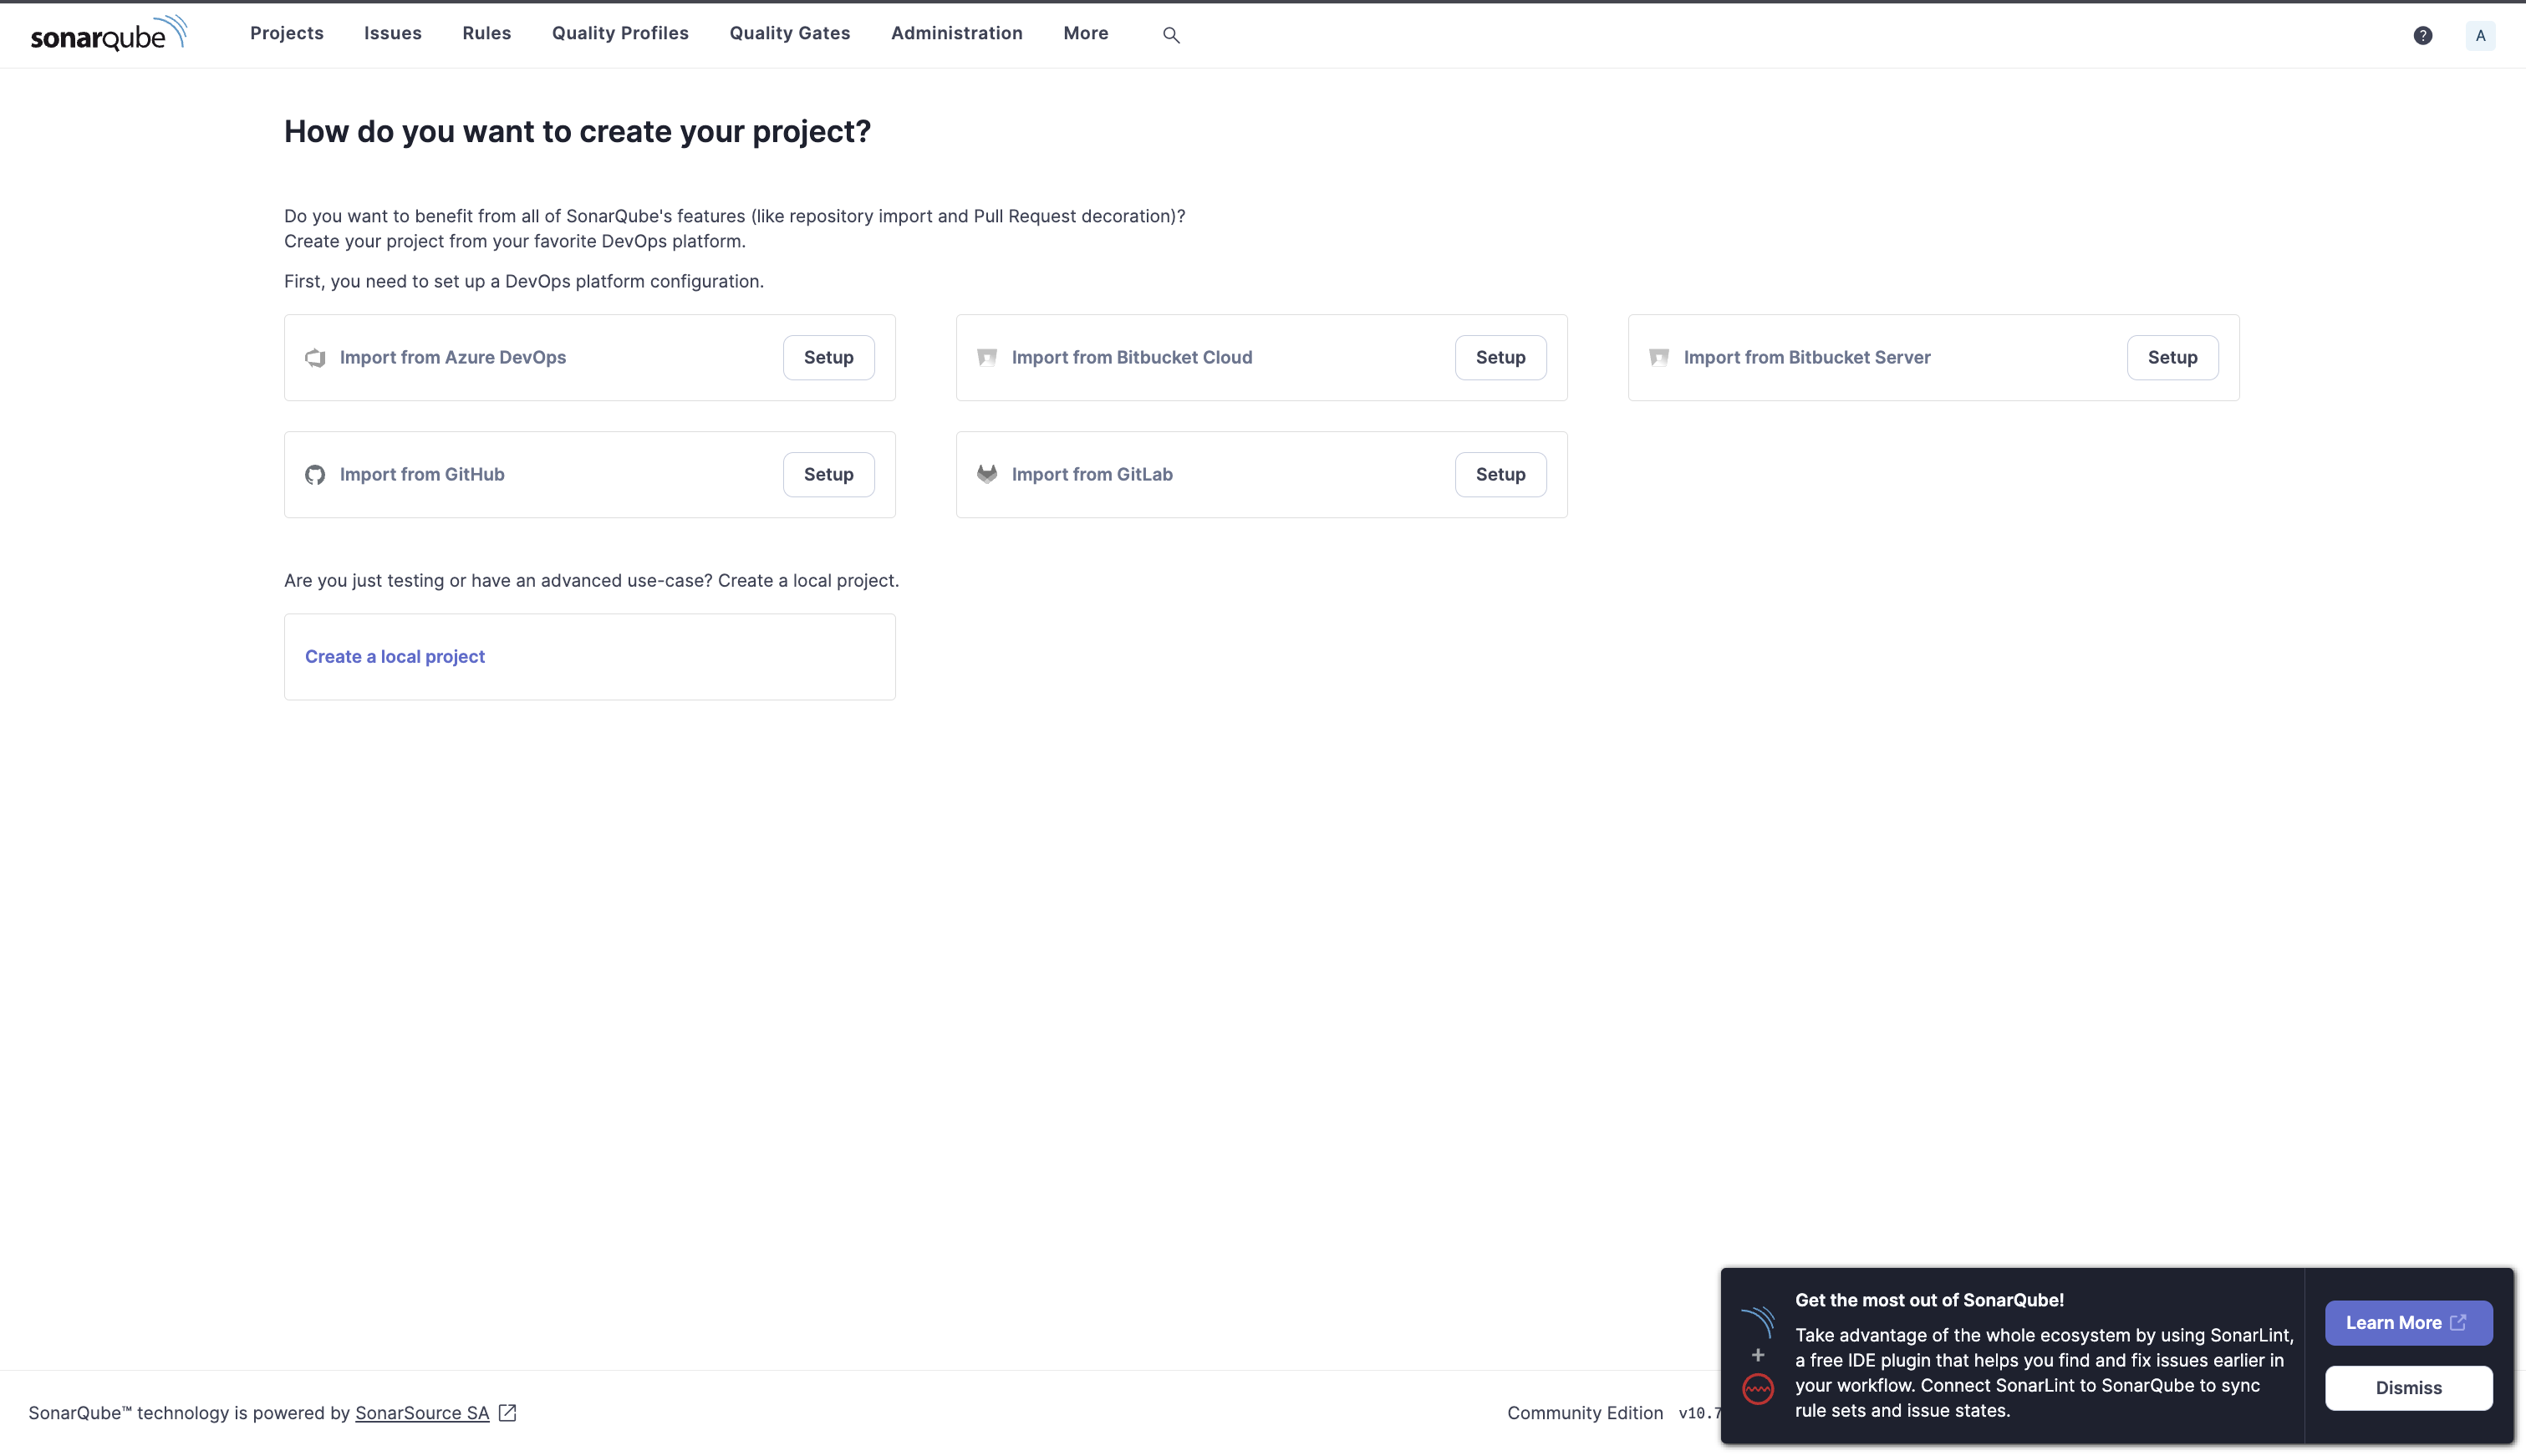 sonarqube
Projects Issues Rules Quality Profiles Quality Gates Administration More
? A
How do you want to create your project?
Do you want to benefit from all of SonarQube's features (like repository import and Pull Request decoration)?
Create your project from your favorite DevOps platform.
First, you need to set up a DevOps platform configuration.
Import from Azure DevOps Setup
Import from Bitbucket Cloud Setup
Import from Bitbucket Server Setup
Import from GitHub Setup
Import from GitLab Setup
Are you just testing or have an advanced use-case? Create a local project.
Create a local project
Get the most out of SonarQube!
Take advantage of the whole ecosystem by using SonarLint,
a free IDE plugin that helps you find and fix issues earlier in
your workflow. Connect SonarLint to SonarQube to sync
rule sets and issue states.
Learn More
Dismiss
SonarQube™ technology is powered by SonarSource SA
Community Edition v10.7